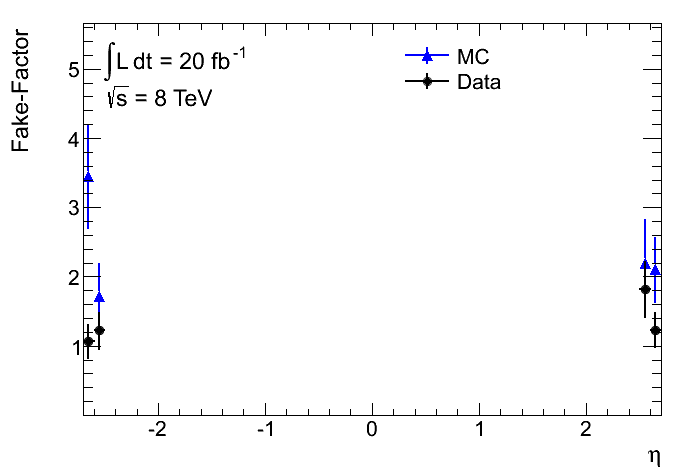 Fake-Factor
∫L dt = 20 fb⁻¹
√s = 8 TeV
MC
Data
5
4
3
2
1
-2 -1 0 1 2
η